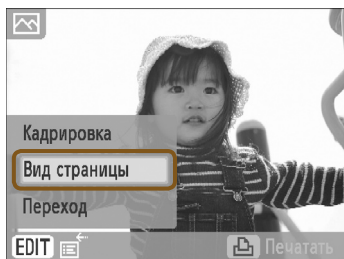 Кадрировка
Вид страницы
Переход
EDIT
Печатать